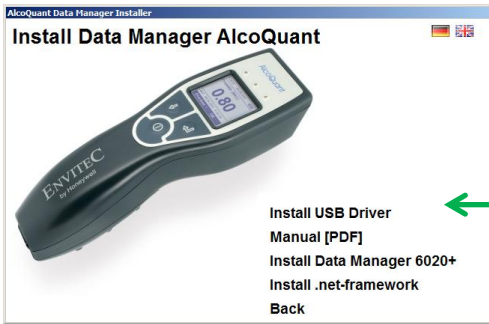 AlcoQuant Data Manager Installer
Install Data Manager AlcoQuant
AlcoQuant
0.80
ENVITEC
by Honeywell
Install USB Driver
Manual [PDF]
Install Data Manager 6020+
Install .net-framework
Back